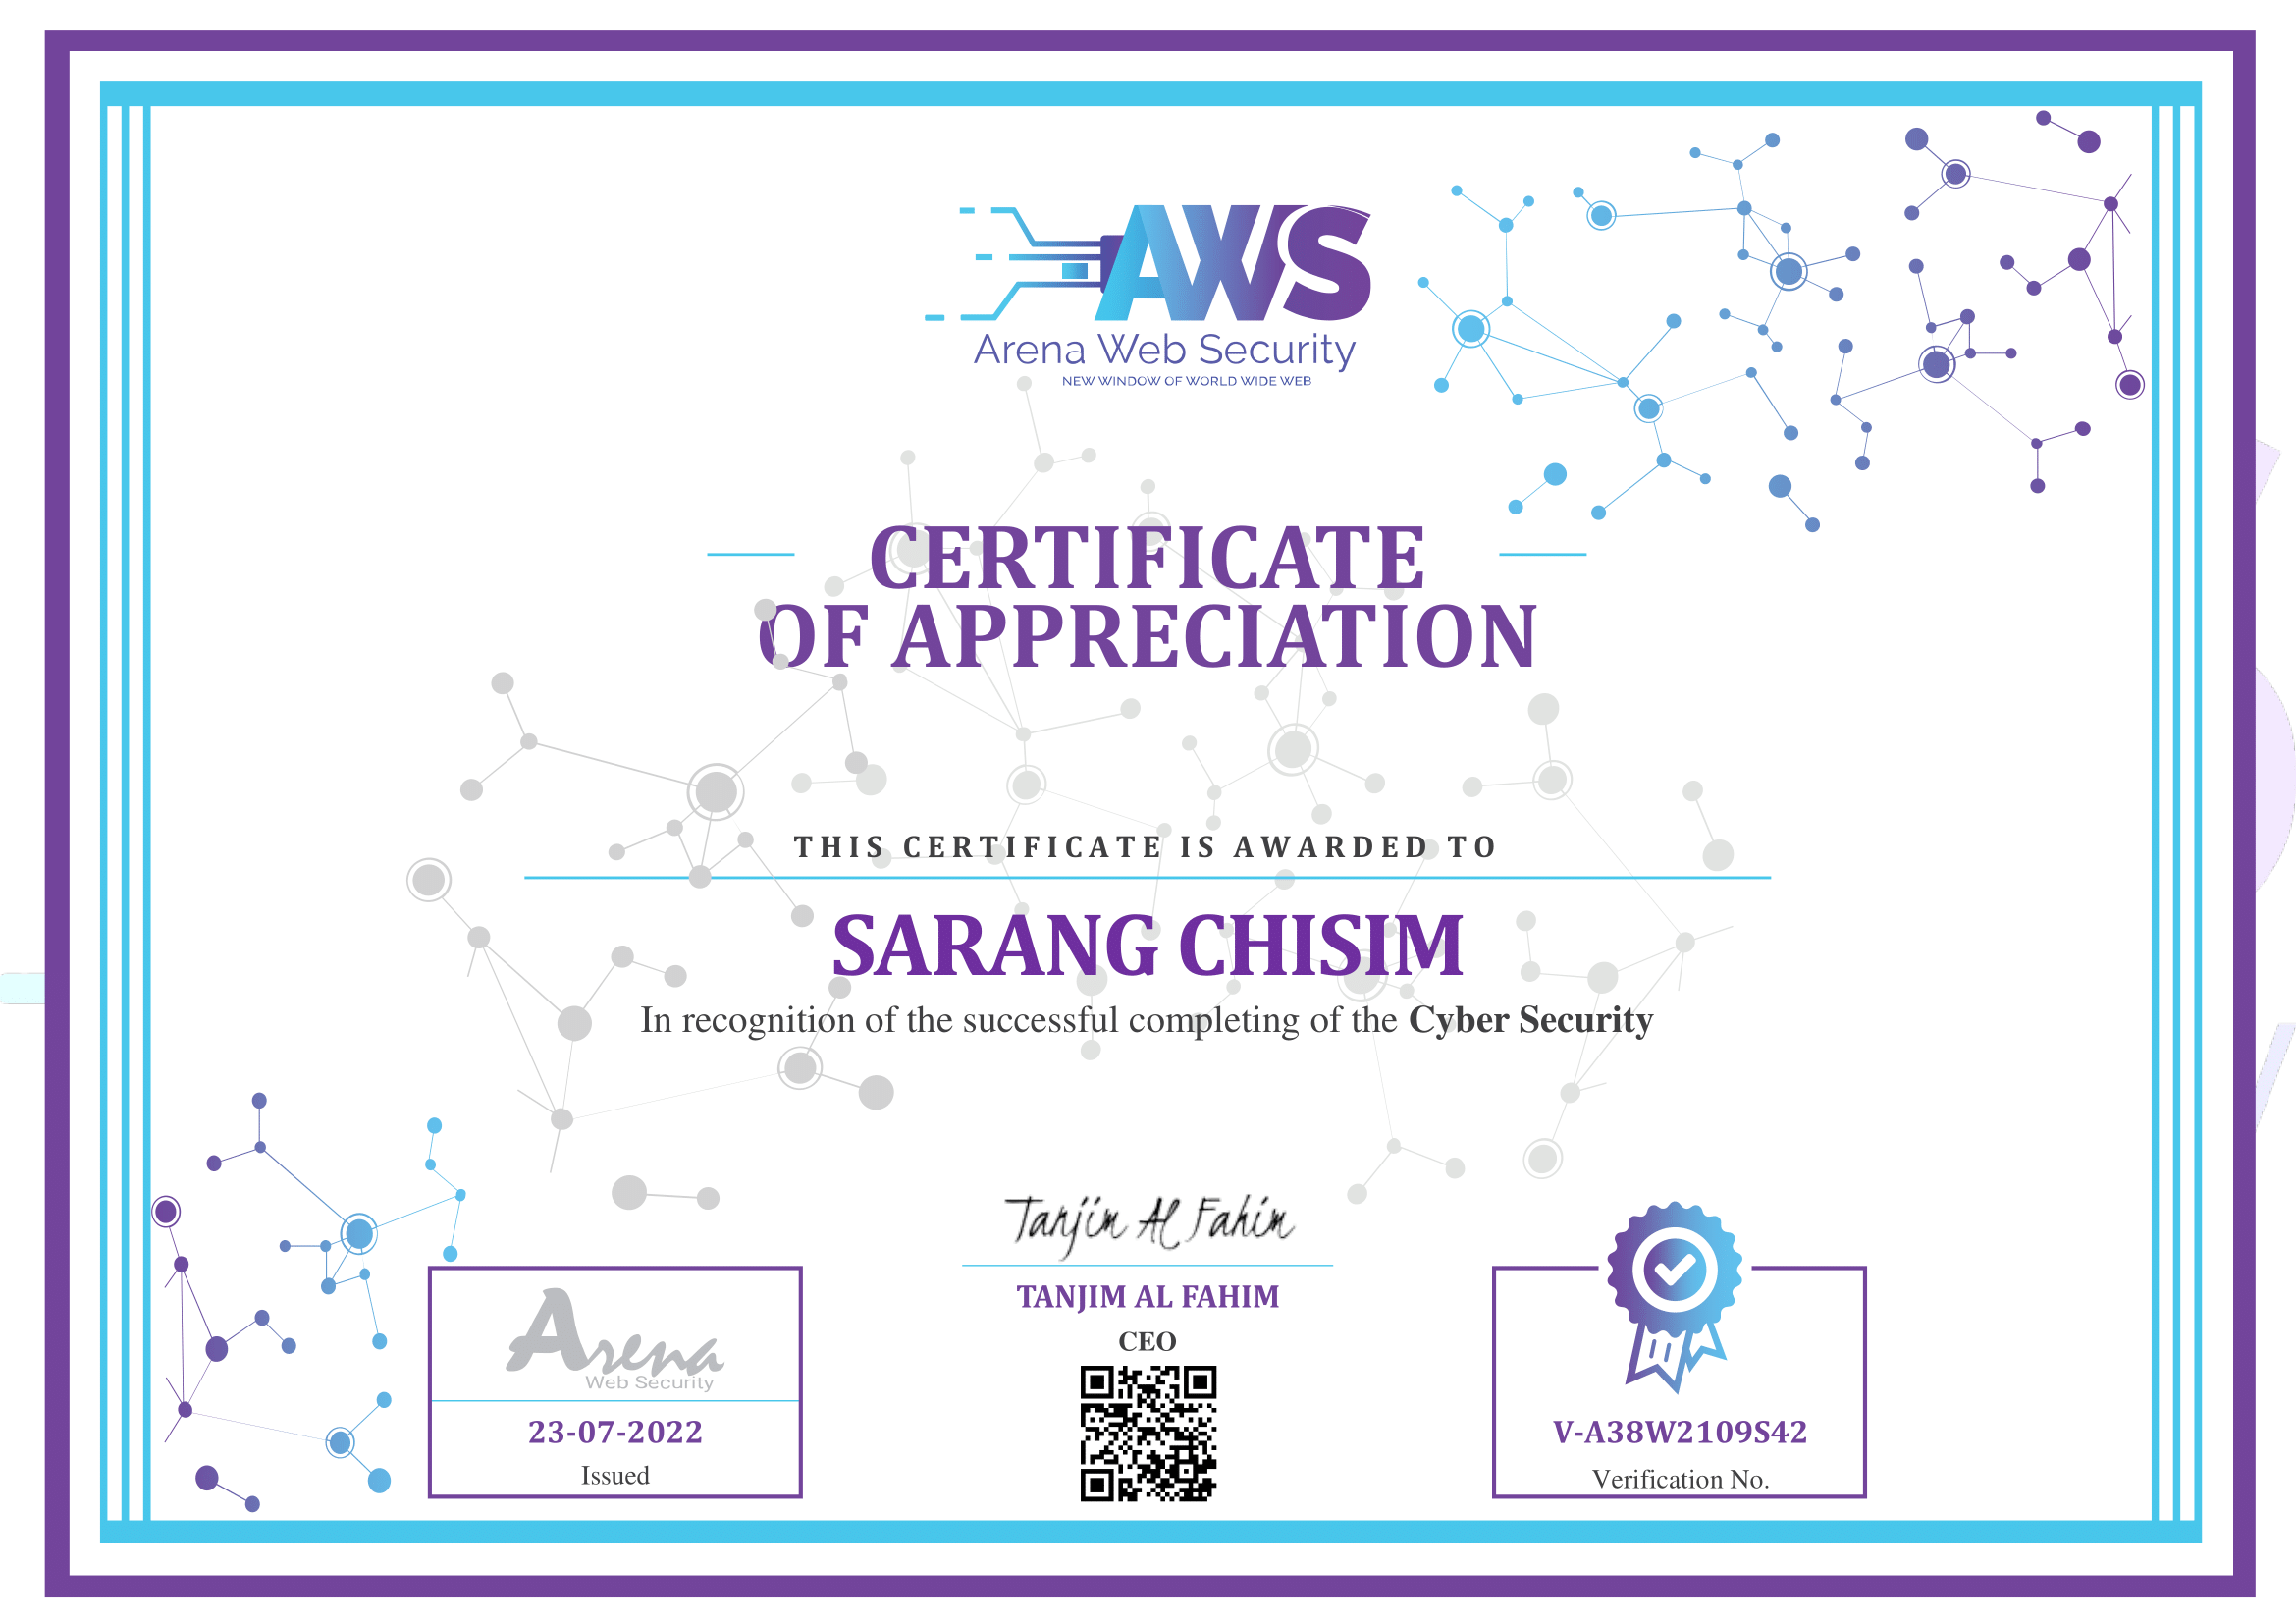 AWS
Arena Web Security
NEW WINDOW OF WORLD WIDE WEB
CERTIFICATE
OF APPRECIATION
THIS CERTIFICATE IS AWARDED TO
SARANG CHISIM
In recognition of the successful completing of the Cyber Security
Tanjim Al Fahim
TANJIM AL FAHIM
CEO
Arena
Web Security
23-07-2022
Issued
V-A38W2109S42
Verification No.